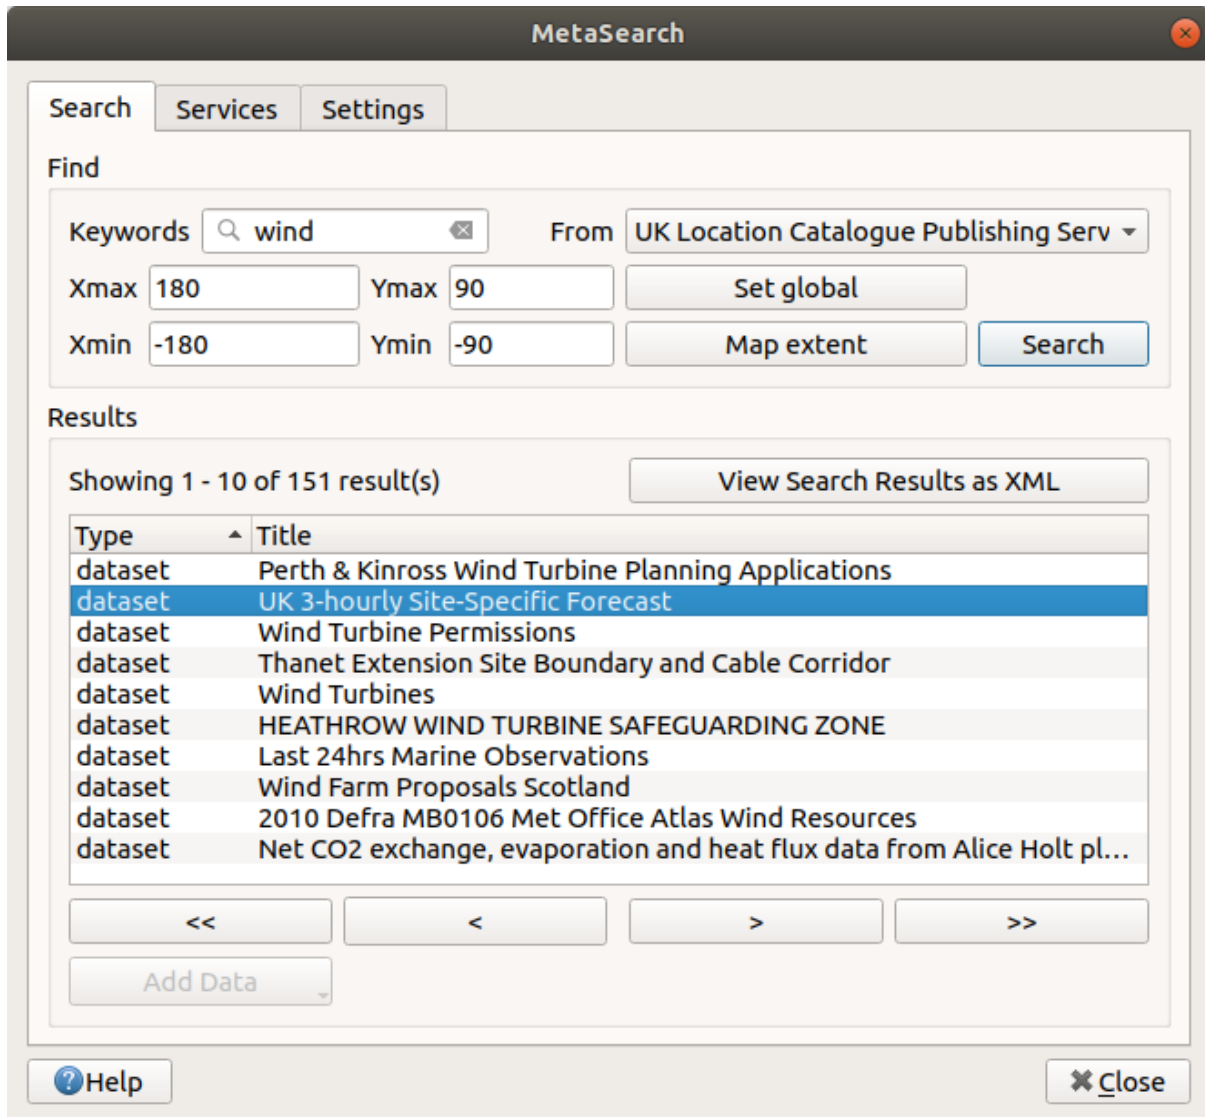 MetaSearch
Search Services Settings
Find
Keywords wind From UK Location Catalogue Publishing Serv
Xmax 180 Ymax 90 Set global
Xmin -180 Ymin -90 Map extent Search
Results
Showing 1 - 10 of 151 result(s) View Search Results as XML
Type Title
dataset Perth & Kinross Wind Turbine Planning Applications
dataset UK 3-hourly Site-Specific Forecast
dataset Wind Turbine Permissions
dataset Thanet Extension Site Boundary and Cable Corridor
dataset Wind Turbines
dataset HEATHROW WIND TURBINE SAFEGUARDING ZONE
dataset Last 24hrs Marine Observations
dataset Wind Farm Proposals Scotland
dataset 2010 Defra MB0106 Met Office Atlas Wind Resources
dataset Net CO2 exchange, evaporation and heat flux data from Alice Holt pl...
<< < > >>
Add Data
Help Close